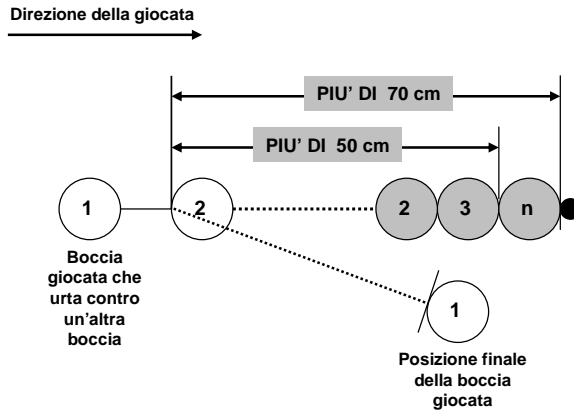 Direzione della giocata
PIU' DI 70 cm
PIU' DI 50 cm
1
2
2
3
n
Boccia
giocata che
urta contro
un'altra
boccia
1
Posizione finale
della boccia
giocata